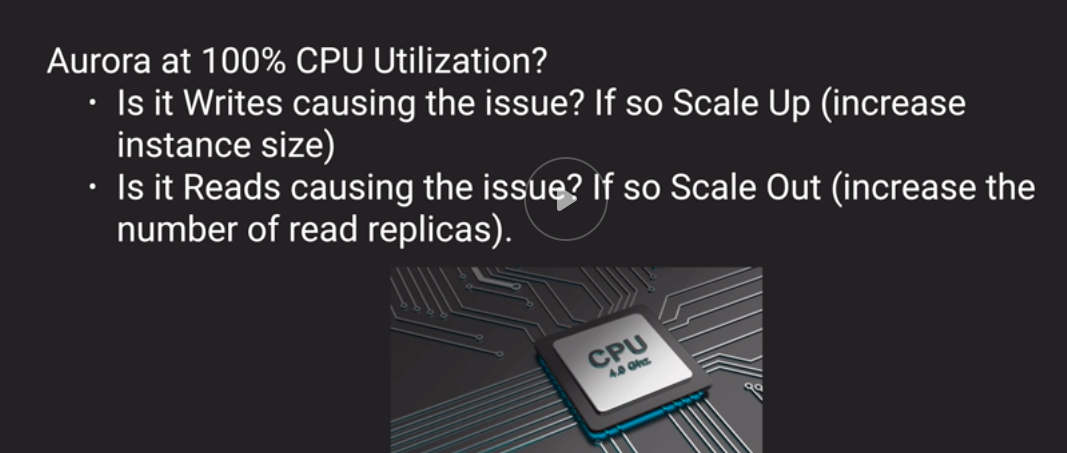 Aurora at 100% CPU Utilization?
• Is it Writes causing the issue? If so Scale Up (increase
instance size)
• Is it Reads causing the issue? If so Scale Out (increase the
number of read replicas).
CPU
4.0 Ghz.